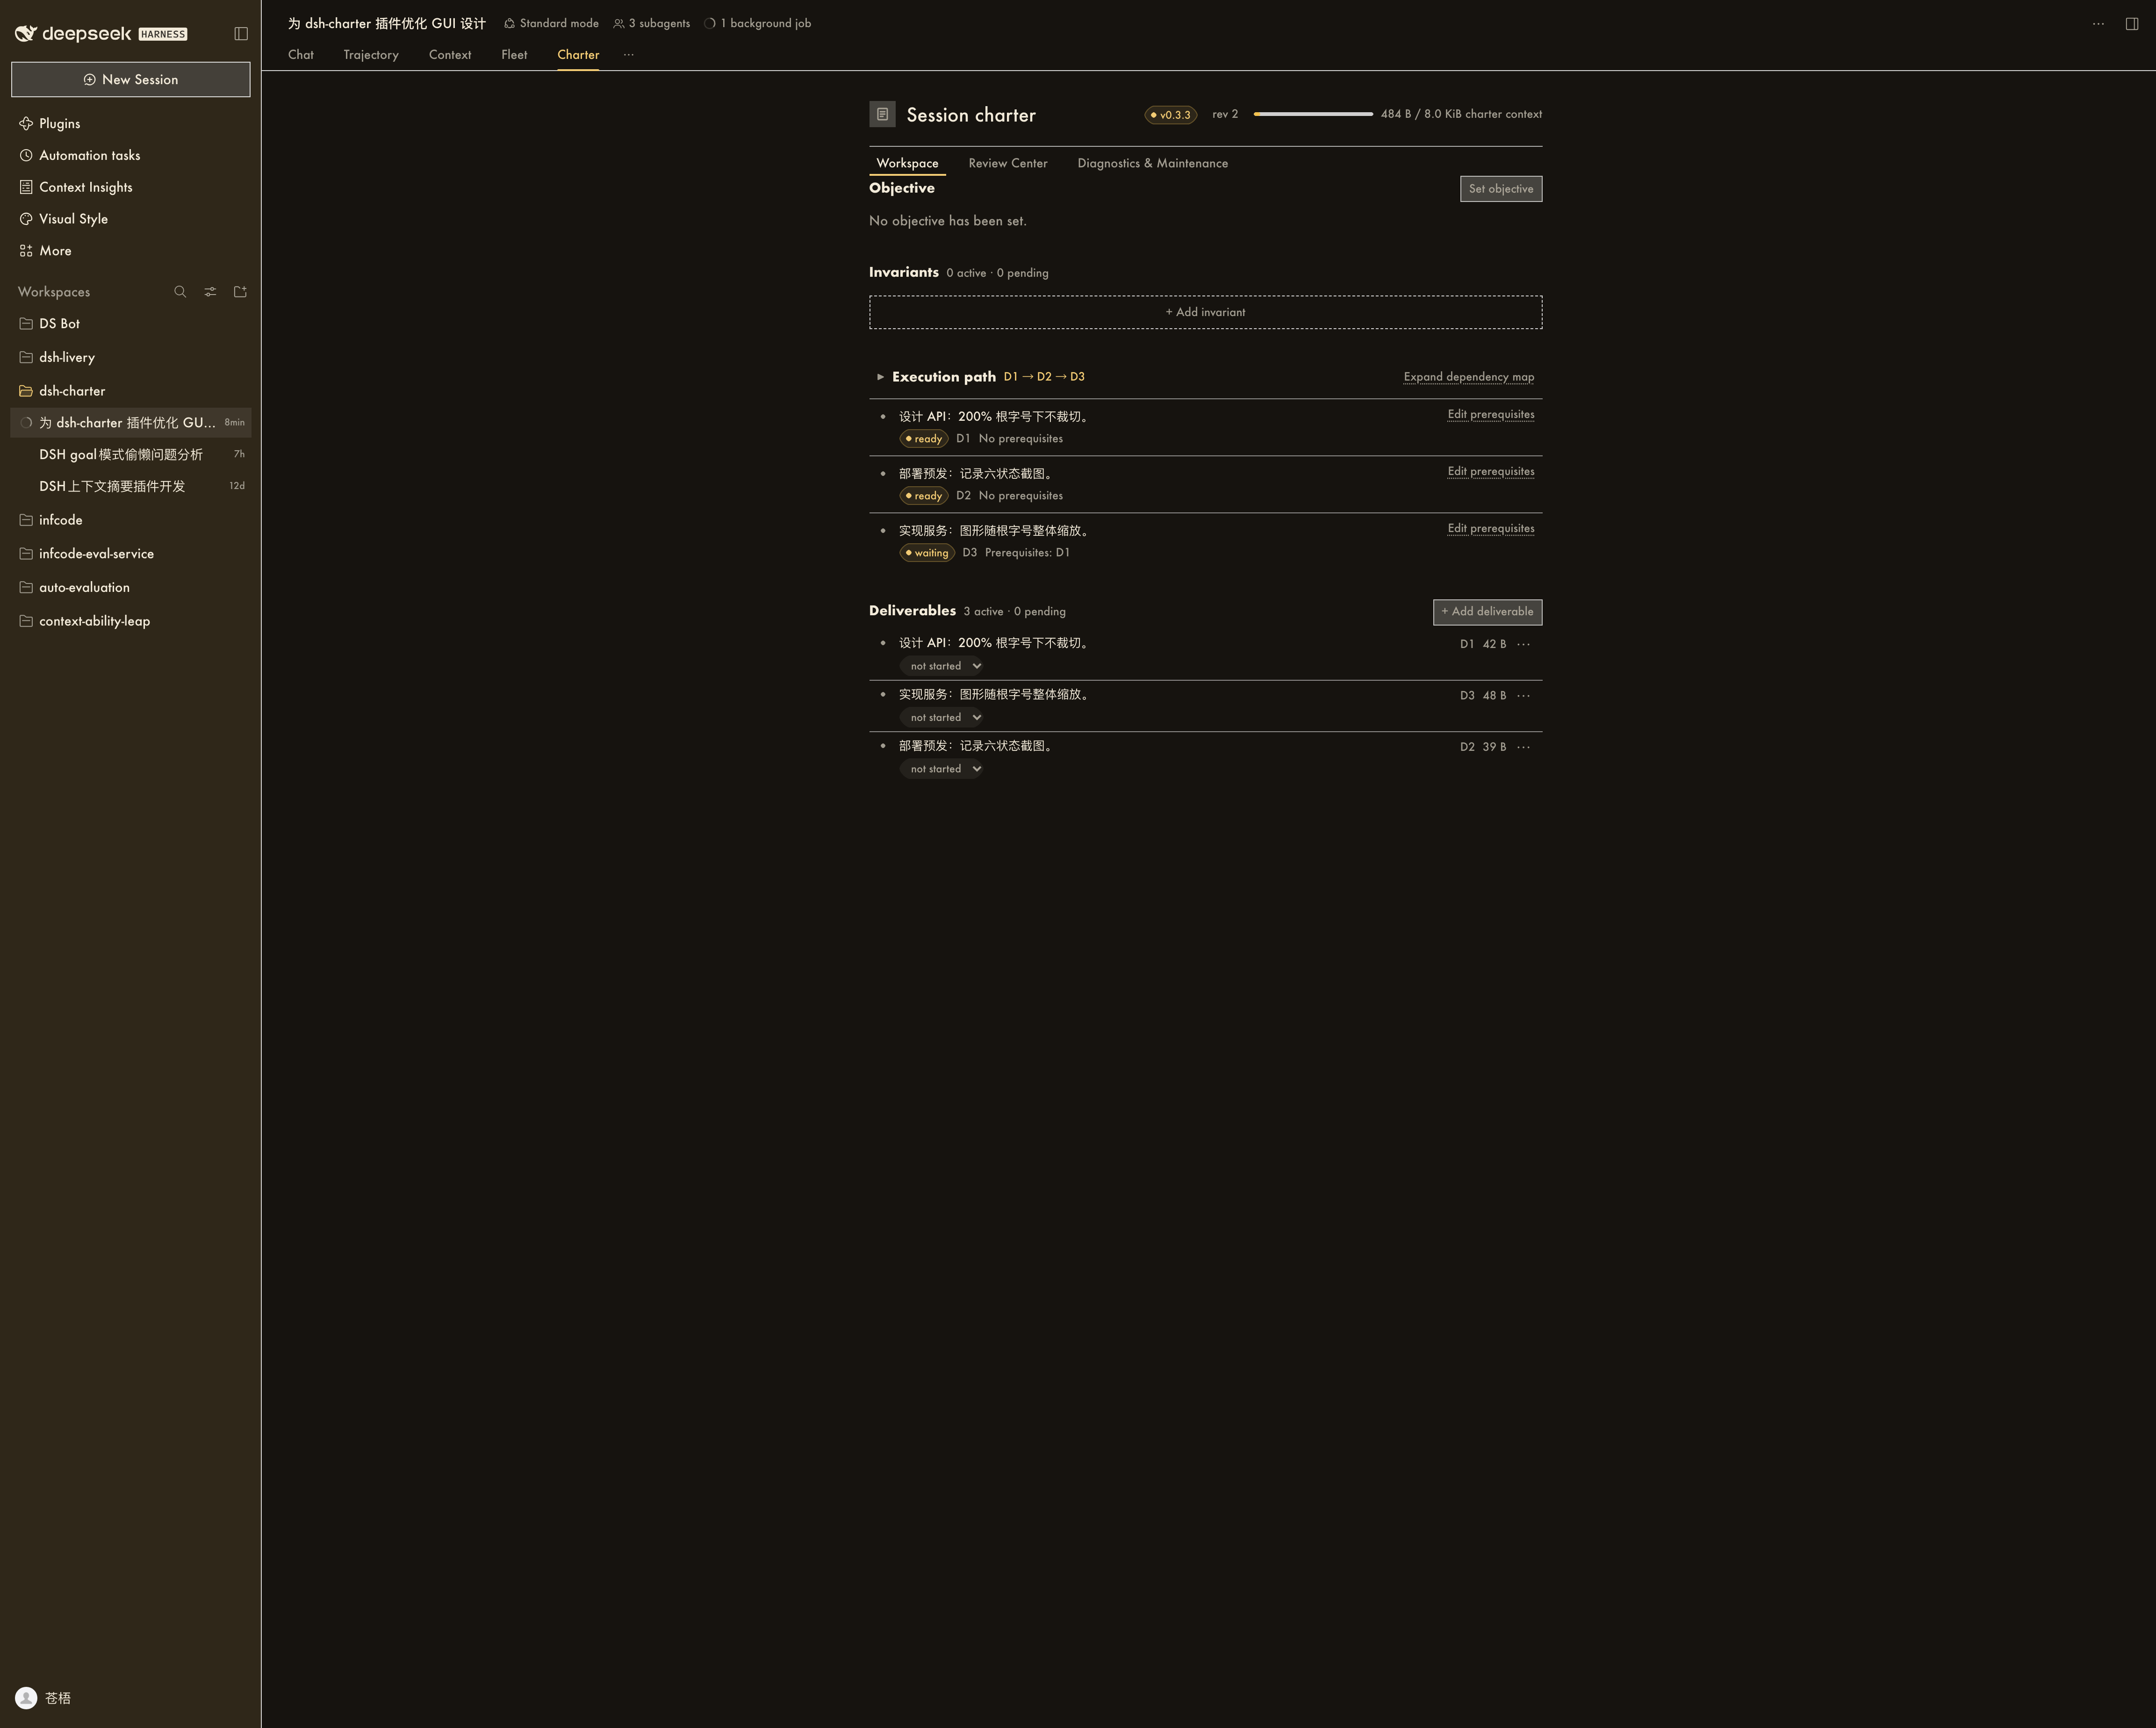 deepseek HARNESS
New Session
Plugins
Automation tasks
Context Insights
Visual Style
More
Workspaces
DS Bot
dsh-livery
dsh-charter
为 dsh-charter 插件优化 GU... 8min
DSH goal模式偷懒问题分析 7h
DSH上下文摘要插件开发 12d
infcode
infcode-eval-service
auto-evaluation
context-ability-leap
苍梧
为 dsh-charter 插件优化 GUI 设计 Standard mode 3 subagents 1 background job ...
Chat Trajectory Context Fleet Charter ...
Session charter v0.3.3 rev 2 484 B / 8.0 KiB charter context
Workspace Review Center Diagnostics & Maintenance
Objective Set objective
No objective has been set.
Invariants 0 active · 0 pending
+ Add invariant
Execution path D1 → D2 → D3 Expand dependency map
设计 API：200% 根字号下不裁切。 Edit prerequisites
ready D1 No prerequisites
部署预发：记录六状态截图。 Edit prerequisites
ready D2 No prerequisites
实现服务：图形随根字号整体缩放。 Edit prerequisites
waiting D3 Prerequisites: D1
Deliverables 3 active · 0 pending + Add deliverable
设计 API：200% 根字号下不裁切。 D1 42 B ...
not started
实现服务：图形随根字号整体缩放。 D3 48 B ...
not started
部署预发：记录六状态截图。 D2 39 B ...
not started